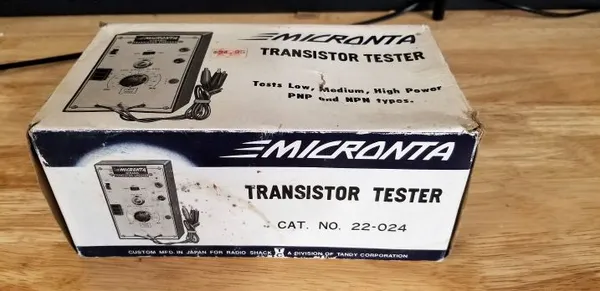 MICRONTA
TRANSISTOR TESTER
Tests Low, Medium, High Power
PNP and NPN types.
MICRONTA
TRANSISTOR TESTER
CAT. NO. 22-024
CUSTOM MFD. IN JAPAN FOR RADIO SHACK A DIVISION OF TANDY CORPORATION